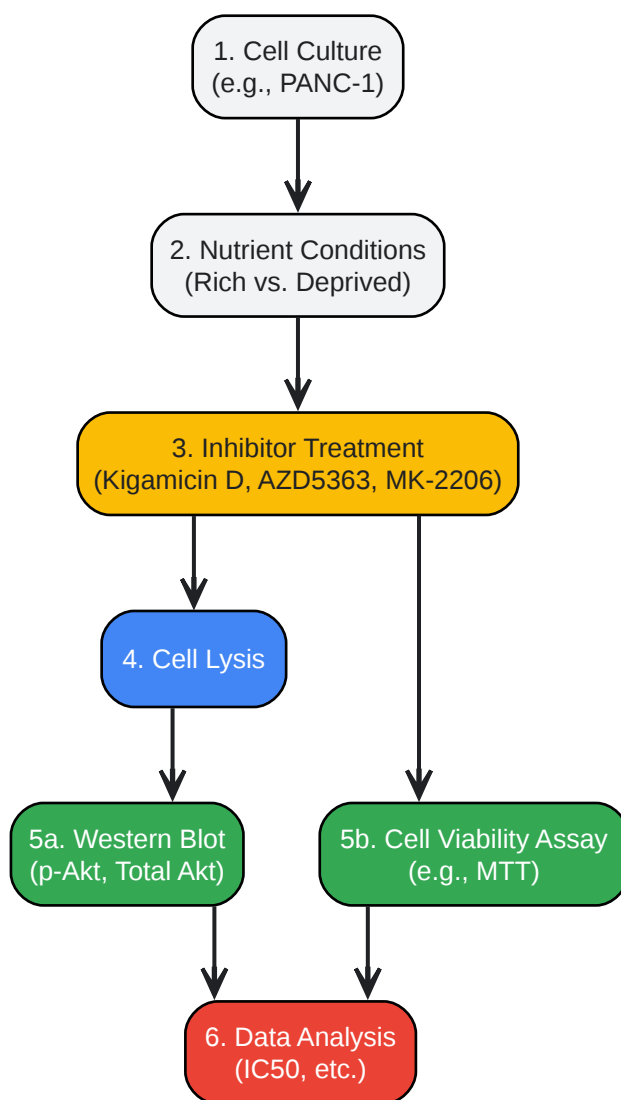 1. Cell Culture
(e.g., PANC-1)
2. Nutrient Conditions
(Rich vs. Deprived)
3. Inhibitor Treatment
(Kigamicin D, AZD5363, MK-2206)
4. Cell Lysis
5a. Western Blot
(p-Akt, Total Akt)
5b. Cell Viability Assay
(e.g., MTT)
6. Data Analysis
(IC50, etc.)